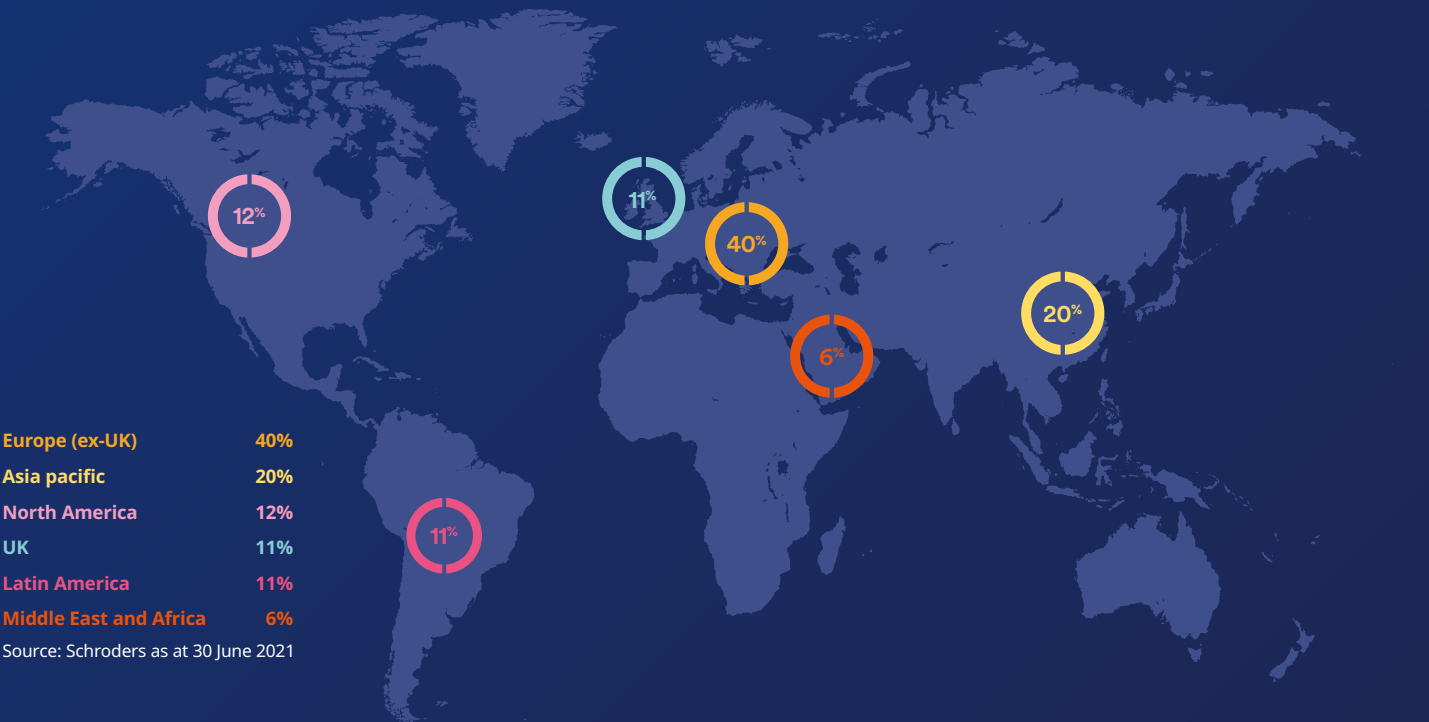 11%
12%
40%
20%
6%
Europe (ex-UK) 40%
Asia pacific 20%
North America 12%
UK 11%
Latin America 11%
Middle East and Africa 6%
Source: Schroders as at 30 June 2021
11%